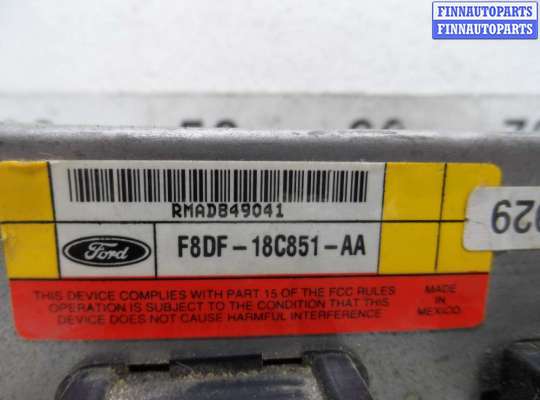 FINNAUTOPARTS
FINNAUTOPARTS
RMADB49041
Ford
F8DF-18C851-AA
THIS DEVICE COMPLIES WITH PART 15 OF THE FCC RULES
OPERATION IS SUBJECT TO THE CONDITION THAT THIS
DEVICE DOES NOT CAUSE HARMFUL INTERFERENCE
MADE
IN
MEXICO
029